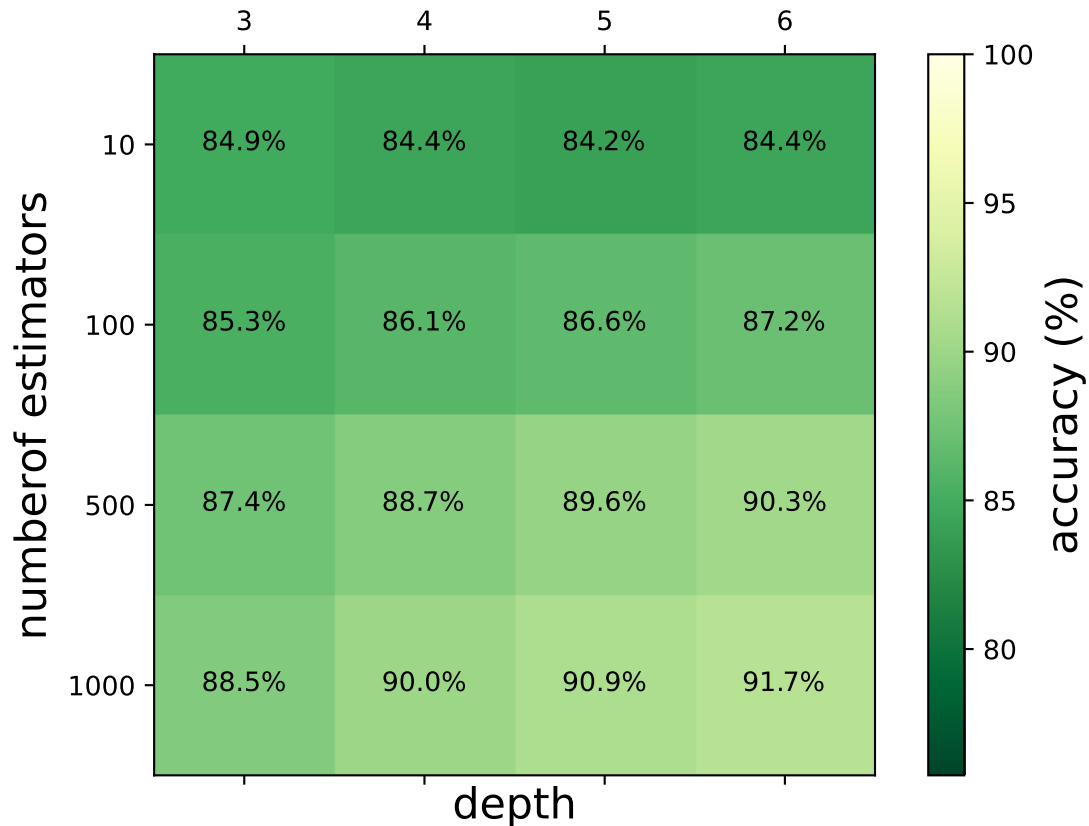 3 4 5 6
10 84.9% 84.4% 84.2% 84.4%
100 85.3% 86.1% 86.6% 87.2%
500 87.4% 88.7% 89.6% 90.3%
1000 88.5% 90.0% 90.9% 91.7%
depth
numberof estimators
100
95
90
85
80
accuracy (%)